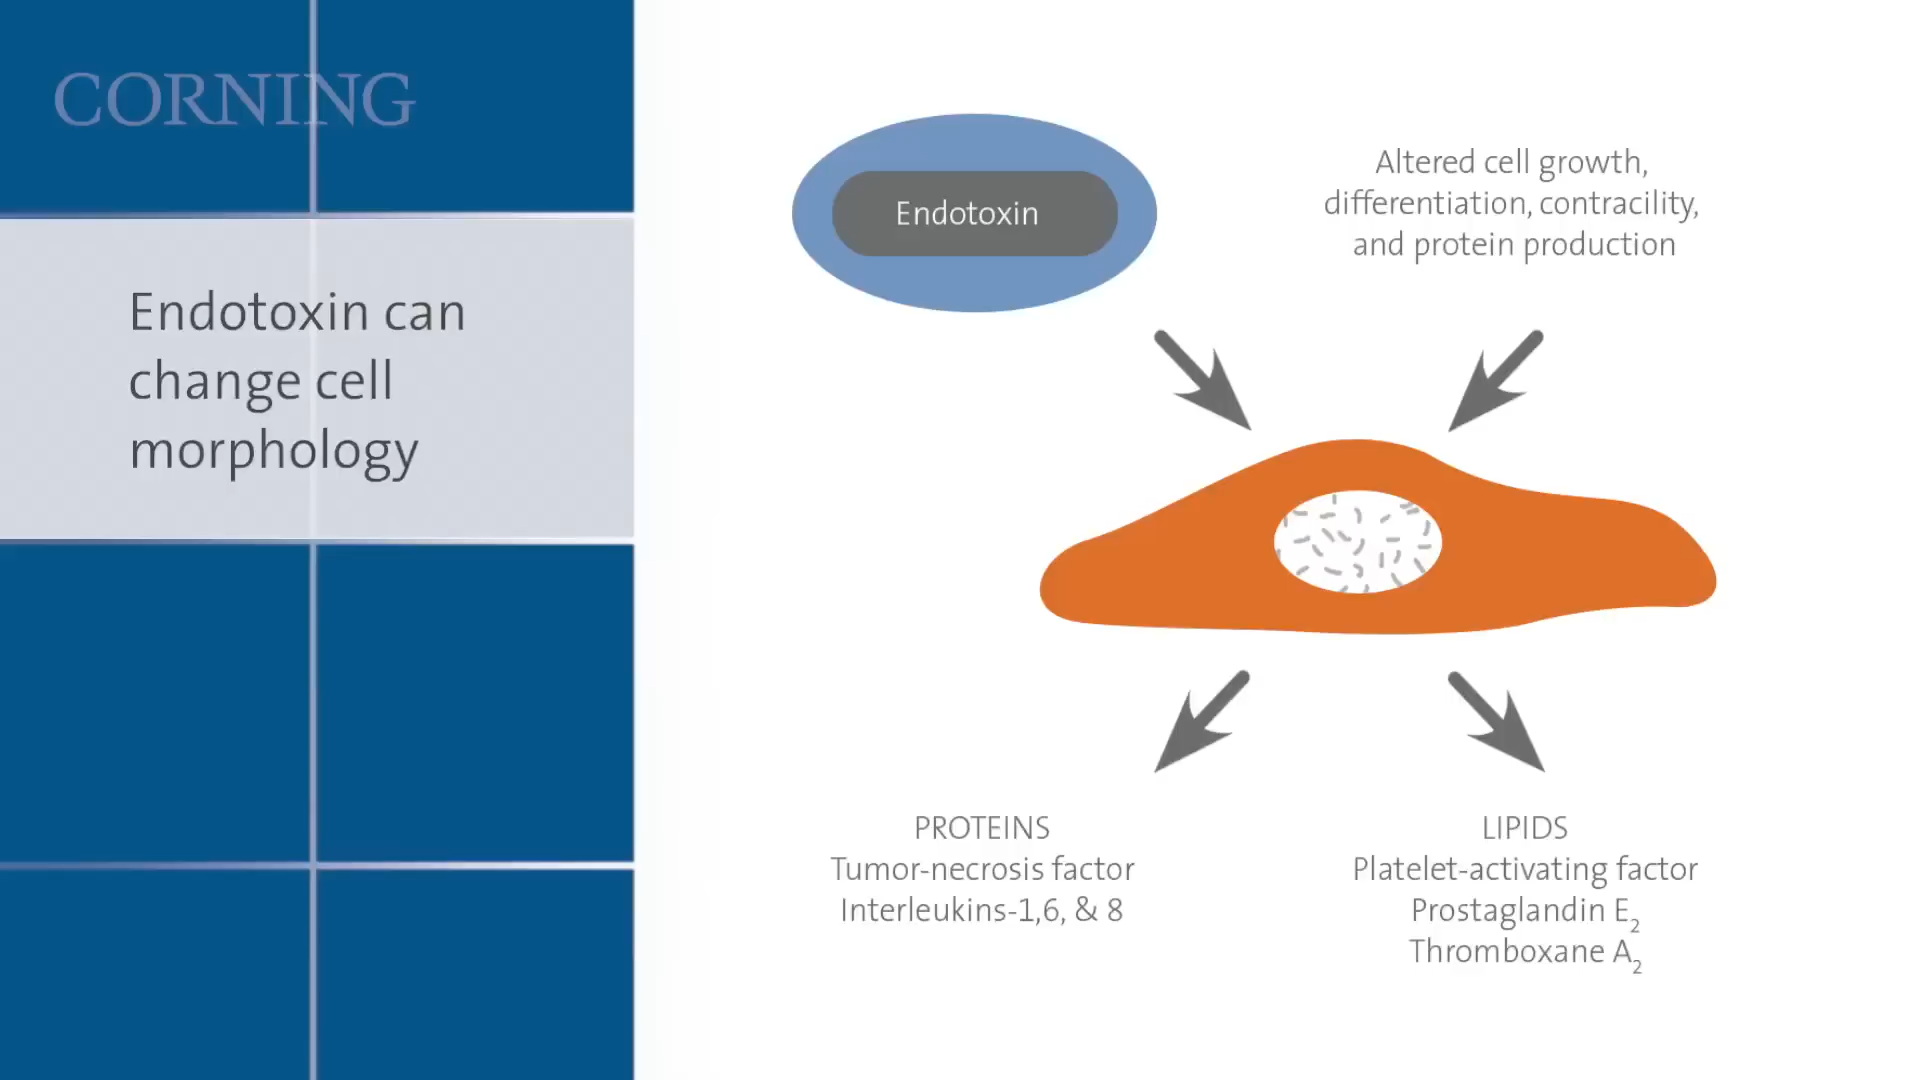 CORNING
Endotoxin can
change cell
morphology
Endotoxin
Altered cell growth,
differentiation, contracility,
and protein production
PROTEINS
Tumor-necrosis factor
Interleukins-1,6, & 8
LIPIDS
Platelet-activating factor
Prostaglandin E₂
Thromboxane A₂